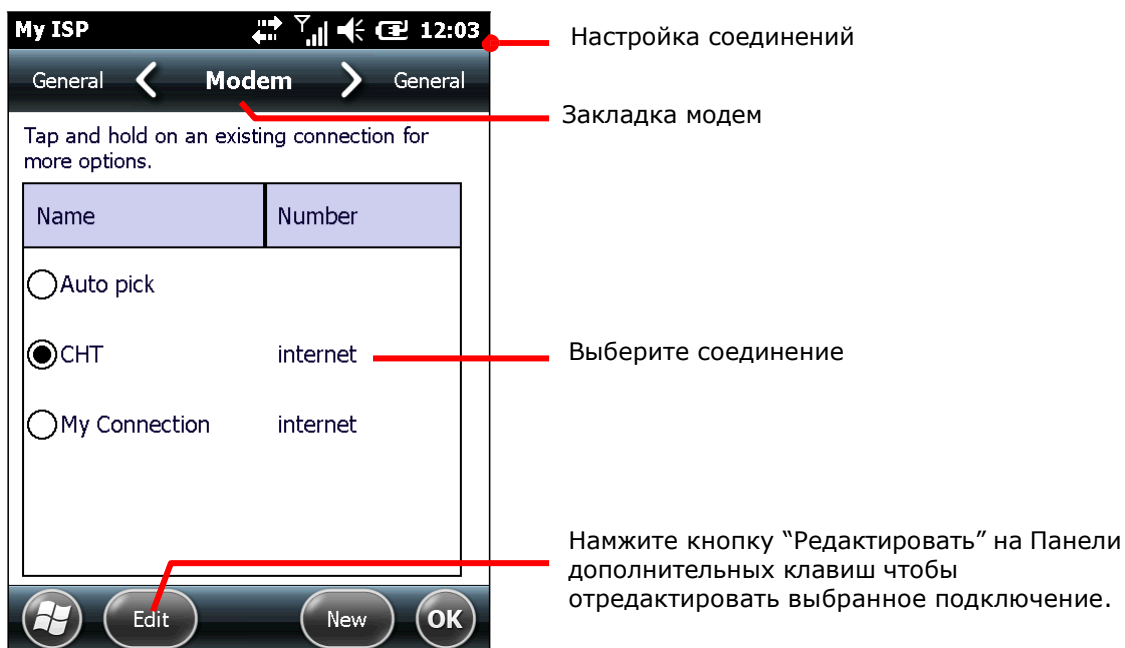 My ISP 12:03
Настройка соединений
General Modem General
Закладка модем
Tap and hold on an existing connection for
more options.
Name Number
Auto pick
CHT internet
Выберите соединение
My Connection internet
Намжите кнопку “Редактировать” на Панели
дополнительных клавиш чтобы
отредактировать выбранное подключение.
Edit New OK